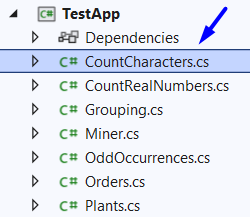 C# TestApp
Dependencies
C# CountCharacters.cs
C# CountRealNumbers.cs
C# Grouping.cs
C# Miner.cs
C# OddOccurrences.cs
C# Orders.cs
C# Plants.cs